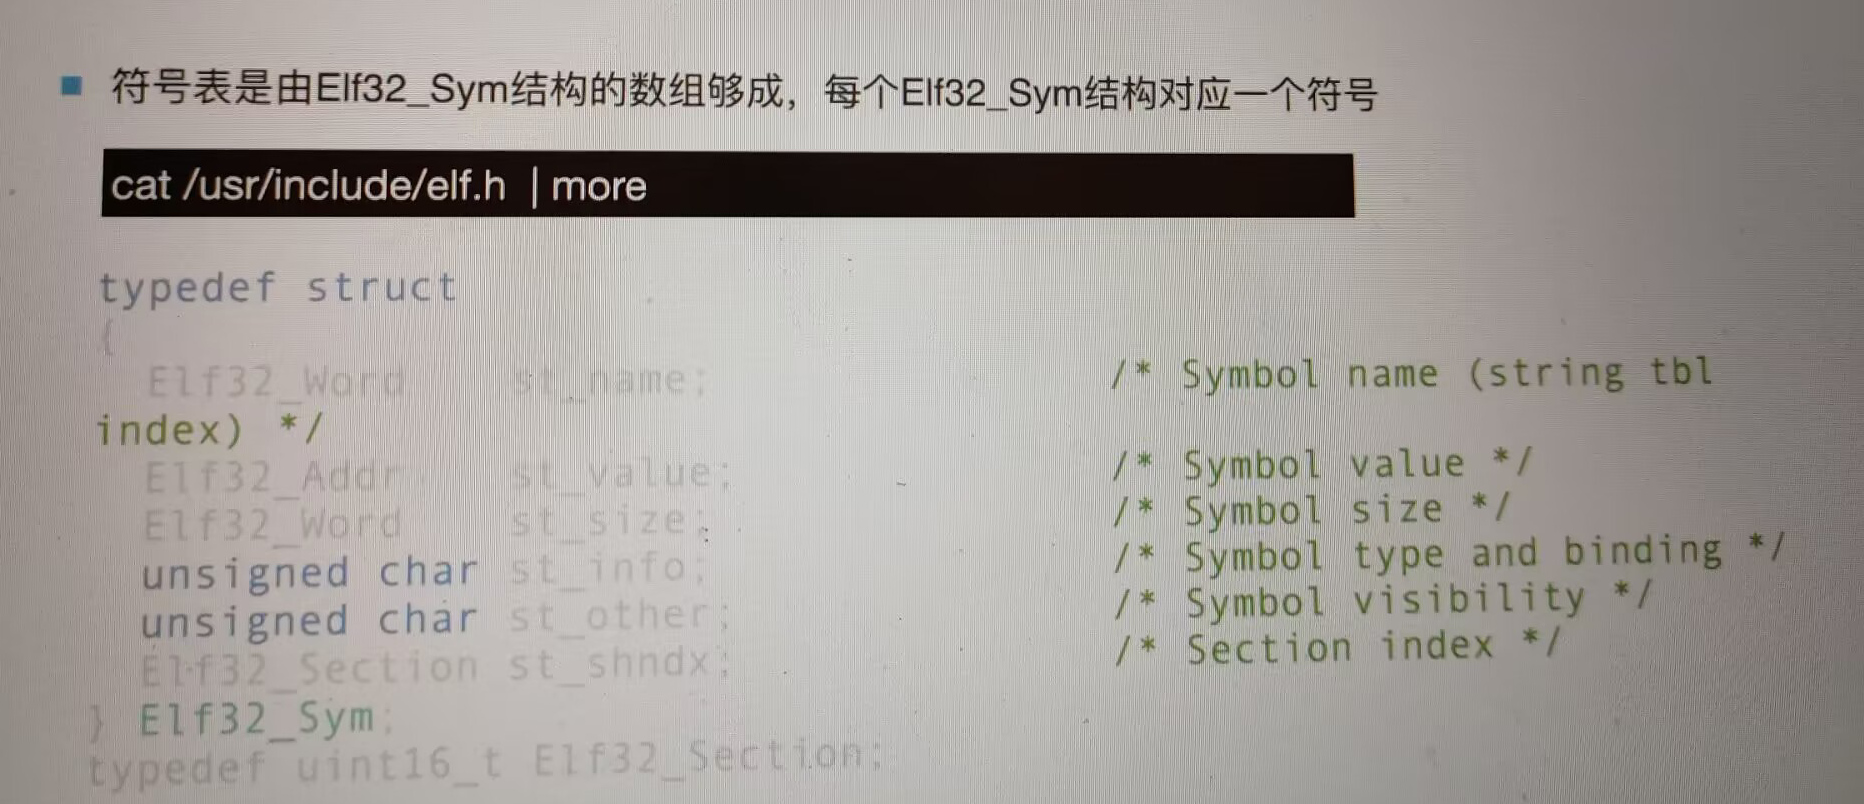 符号表是由Elf32_Sym结构的数组够成，每个Elf32_Sym结构对应一个符号
cat /usr/include/elf.h | more
typedef struct
{
Elf32_Word st_name; /* Symbol name (string tbl
index) */
Elf32_Addr st_value; /* Symbol value */
Elf32_Word st_size; /* Symbol size */
unsigned char st_info; /* Symbol type and binding */
unsigned char st_other; /* Symbol visibility */
Elf32_Section st_shndx; /* Section index */
} Elf32_Sym;
typedef uint16_t Elf32_Section;